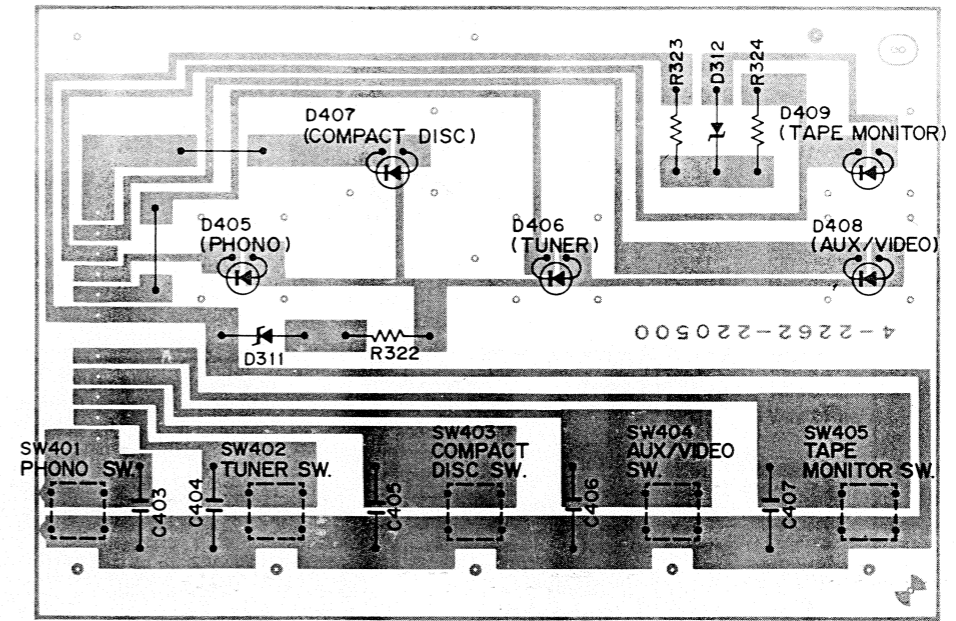 R323
D312
R324
D407
(COMPACT DISC)
D409
(TAPE MONITOR)
D405
(PHONO)
D406
(TUNER)
D408
(AUX/VIDEO)
D311
R322
4-2262-220500
SW401
PHONO SW.
SW402
TUNER SW.
SW403
COMPACT
DISC SW.
SW404
AUX/VIDEO
SW.
SW405
TAPE
MONITOR SW.
C403
C404
C405
C406
C407